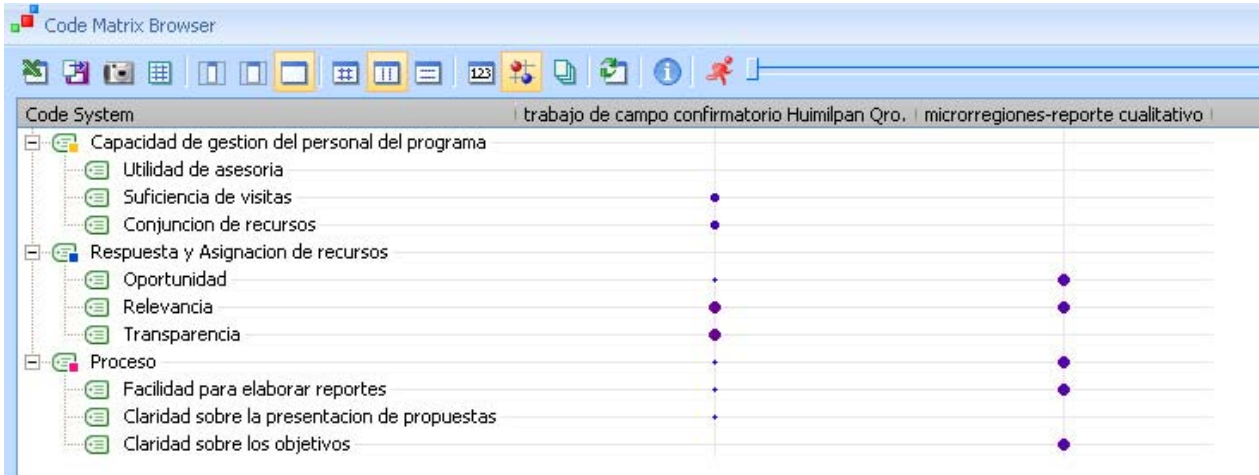 Code Matrix Browser
123
Code System trabajo de campo confirmatorio Huimilpan Qro. microrregiones-reporte cualitativo
Capacidad de gestion del personal del programa
Utilidad de asesoria
Suficiencia de visitas
Conjuncion de recursos
Respuesta y Asignacion de recursos
Oportunidad
Relevancia
Transparencia
Proceso
Facilidad para elaborar reportes
Claridad sobre la presentacion de propuestas
Claridad sobre los objetivos